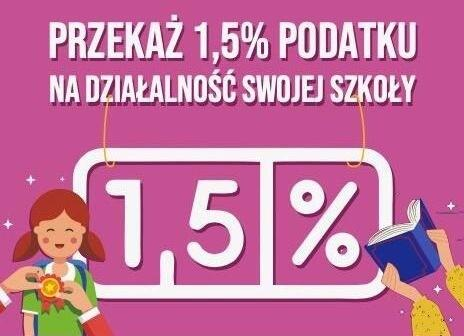 PRZEKAŻ 1,5% PODATKU
NA DZIAŁALNOŚĆ SWOJEJ SZKOŁY
1,5 %